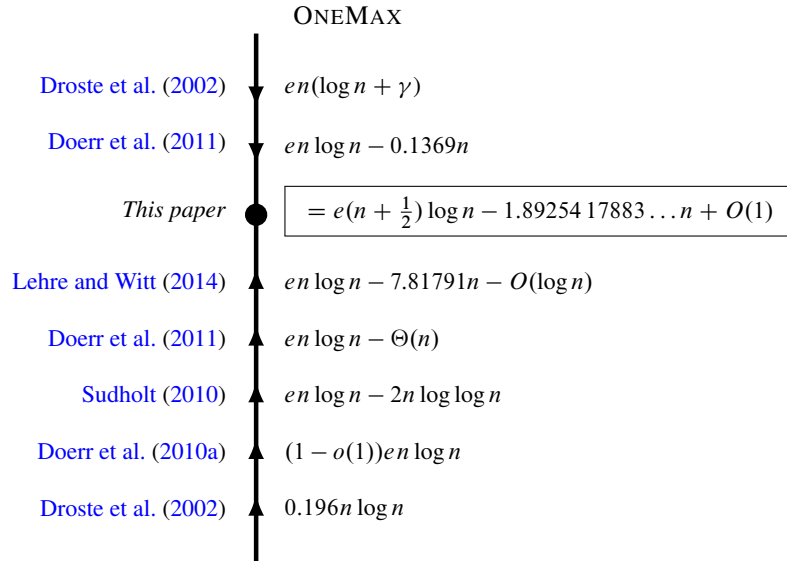 ONEMAX
Droste et al. (2002) en(log n + γ)
Doerr et al. (2011) en log n − 0.1369n
This paper = e(n + 1/2) log n − 1.89254 17883 … n + O(1)
Lehre and Witt (2014) en log n − 7.81791n − O(log n)
Doerr et al. (2011) en log n − Θ(n)
Sudholt (2010) en log n − 2n log log n
Doerr et al. (2010a) (1 − o(1))en log n
Droste et al. (2002) 0.196n log n